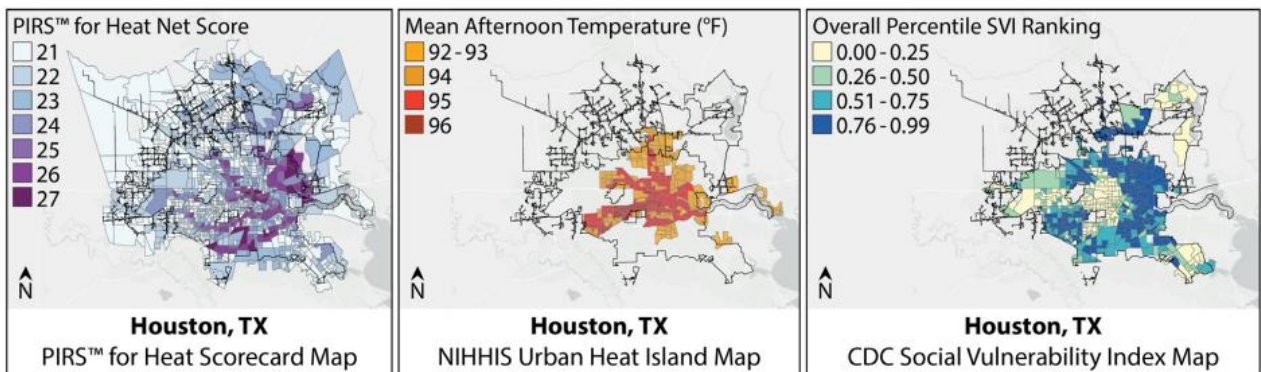 PIRS™ for Heat Net Score
21
22
23
24
25
26
27
N
Houston, TX
PIRS™ for Heat Scorecard Map
Mean Afternoon Temperature (°F)
92 - 93
94
95
96
N
Houston, TX
NIHHIS Urban Heat Island Map
Overall Percentile SVI Ranking
0.00 - 0.25
0.26 - 0.50
0.51 - 0.75
0.76 - 0.99
N
Houston, TX
CDC Social Vulnerability Index Map